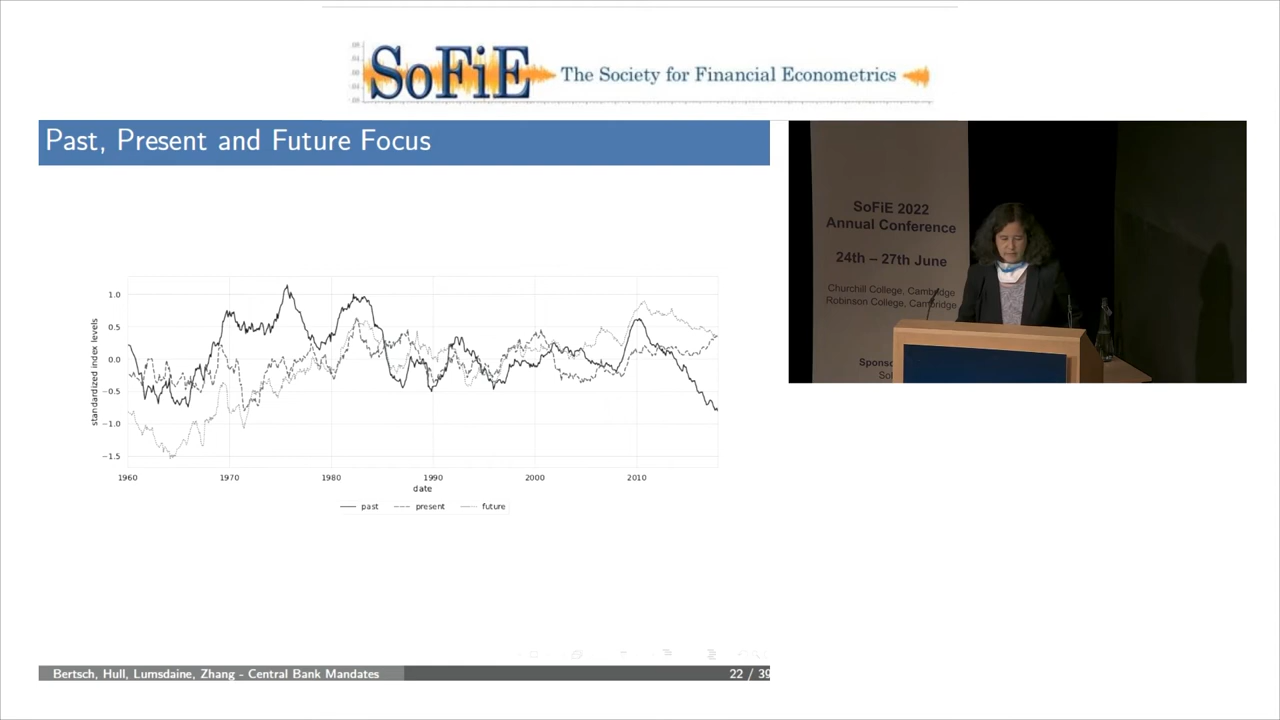 SoFiE The Society for Financial Econometrics
Past, Present and Future Focus
standardized index levels
1.0
0.5
0.0
−0.5
−1.0
−1.5
1960 1970 1980 1990 2000 2010
date
past present future
Bertsch, Hull, Lumsdaine, Zhang - Central Bank Mandates
22 / 39
SoFiE 2022
Annual Conference
24th – 27th June
Churchill College, Cambridge
Robinson College, Cambridge